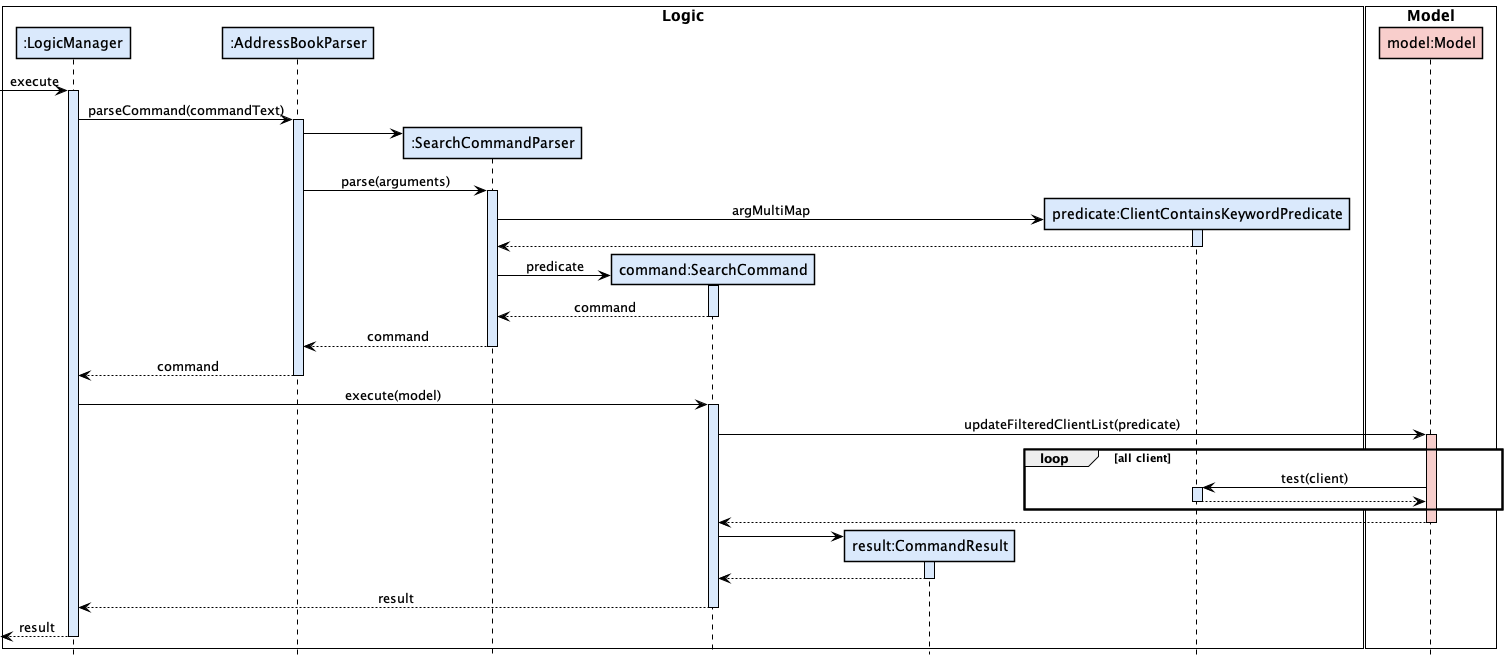 Logic
Model
:LogicManager
:AddressBookParser
model:Model
execute
parseCommand(commandText)
:SearchCommandParser
parse(arguments)
argMultiMap
predicate:ClientContainsKeywordPredicate
predicate
command:SearchCommand
command
command
command
execute(model)
updateFilteredClientList(predicate)
loop
[all client]
test(client)
result:CommandResult
result
result